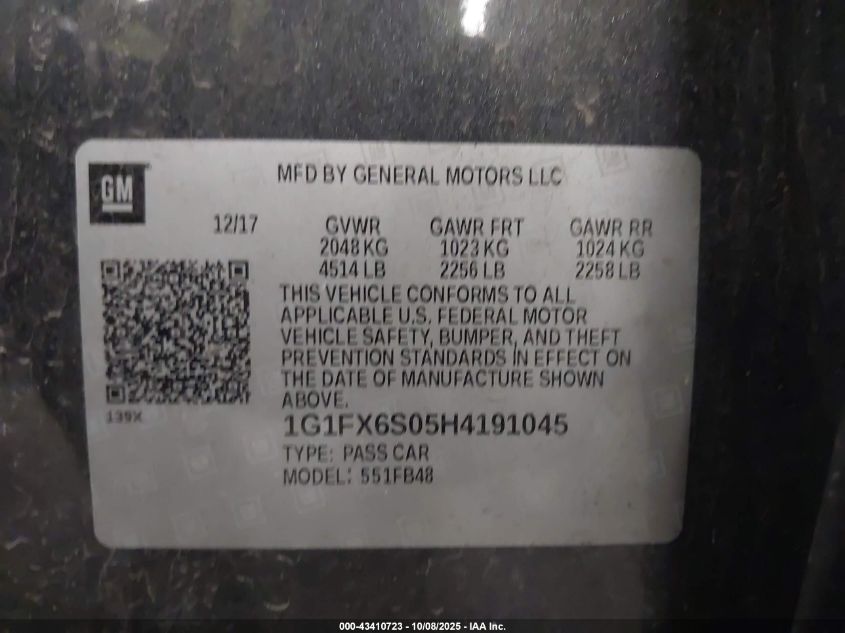 GM
MFD BY GENERAL MOTORS LLC
12/17 GVWR GAWR FRT GAWR RR
2048 KG 1023 KG 1024 KG
4514 LB 2256 LB 2258 LB
THIS VEHICLE CONFORMS TO ALL
APPLICABLE U.S. FEDERAL MOTOR
VEHICLE SAFETY, BUMPER, AND THEFT
PREVENTION STANDARDS IN EFFECT ON
THE DATE OF MANUFACTURE SHOWN
ABOVE.
139X
1G1FX6S05H4191045
TYPE: PASS CAR
MODEL: 551FB48
000-43410723 - 10/08/2025 - IAA Inc.